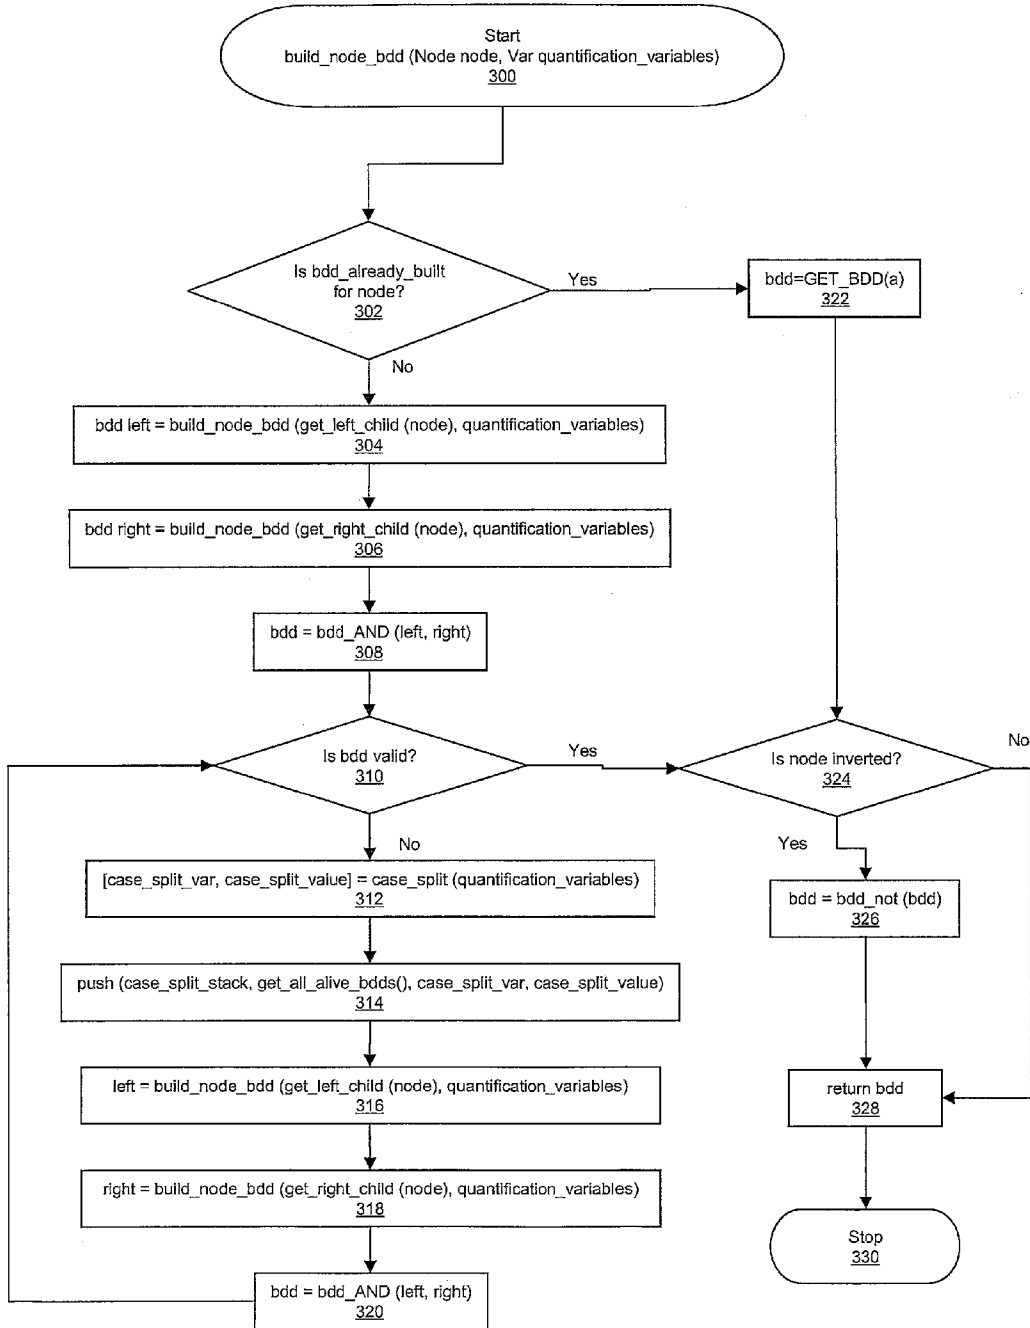 Start
build_node_bdd (Node node, Var quantification_variables)
300
Is bdd_already_built
for node?
302
Yes
bdd=GET_BDD(a)
322
No
bdd left = build_node_bdd (get_left_child (node), quantification_variables)
304
bdd right = build_node_bdd (get_right_child (node), quantification_variables)
306
bdd = bdd_AND (left, right)
308
Is bdd valid?
310
Yes
Is node inverted?
324
No
No
Yes
[case_split_var, case_split_value] = case_split (quantification_variables)
312
bdd = bdd_not (bdd)
326
push (case_split_stack, get_all_alive_bdds(), case_split_var, case_split_value)
314
left = build_node_bdd (get_left_child (node), quantification_variables)
316
return bdd
328
right = build_node_bdd (get_right_child (node), quantification_variables)
318
Stop
330
bdd = bdd_AND (left, right)
320